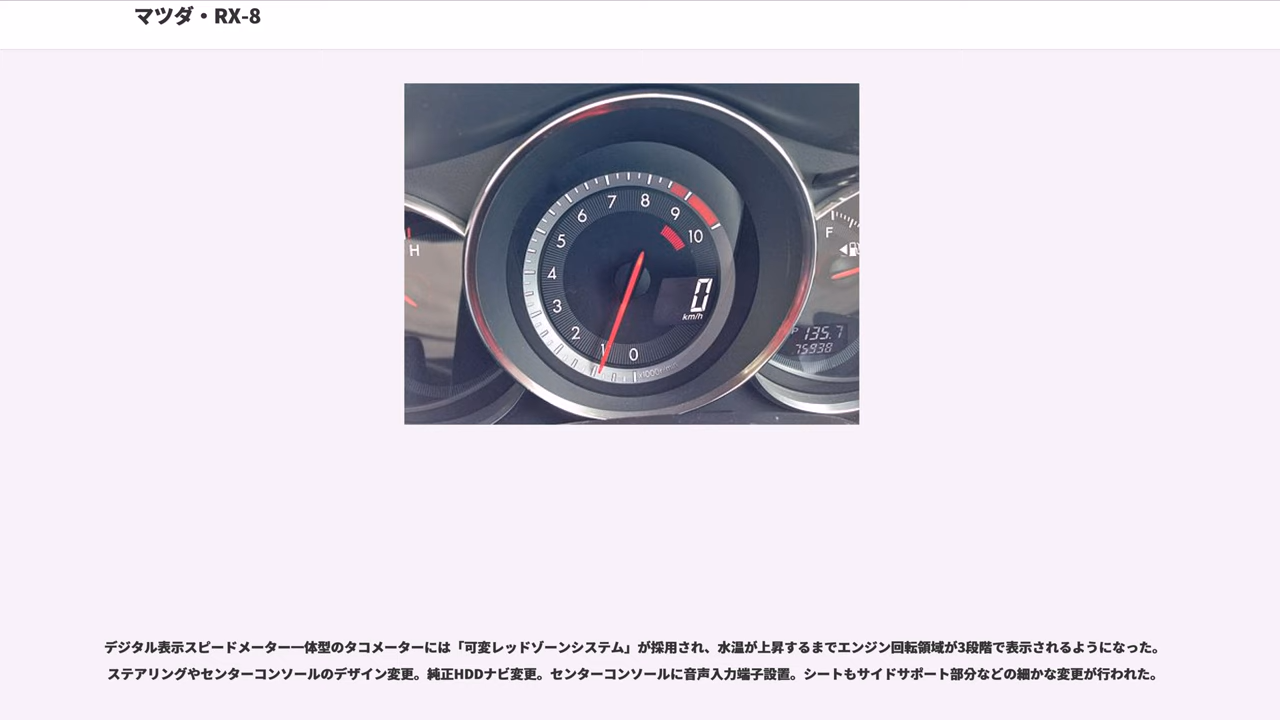 マツダ・RX-8
8
7
9
6
10
5
H
F
4
0
km/h
3
P 135.7
75938
2
1
0
x1000r/min
デジタル表示スピードメーター一体型のタコメーターには「可変レッドゾーンシステム」が採用され、水温が上昇するまでエンジン回転領域が3段階で表示されるようになった。
ステアリングやセンターコンソールのデザイン変更。純正HDDナビ変更。センターコンソールに音声入力端子設置。シートもサイドサポート部分などの細かな変更が行われた。